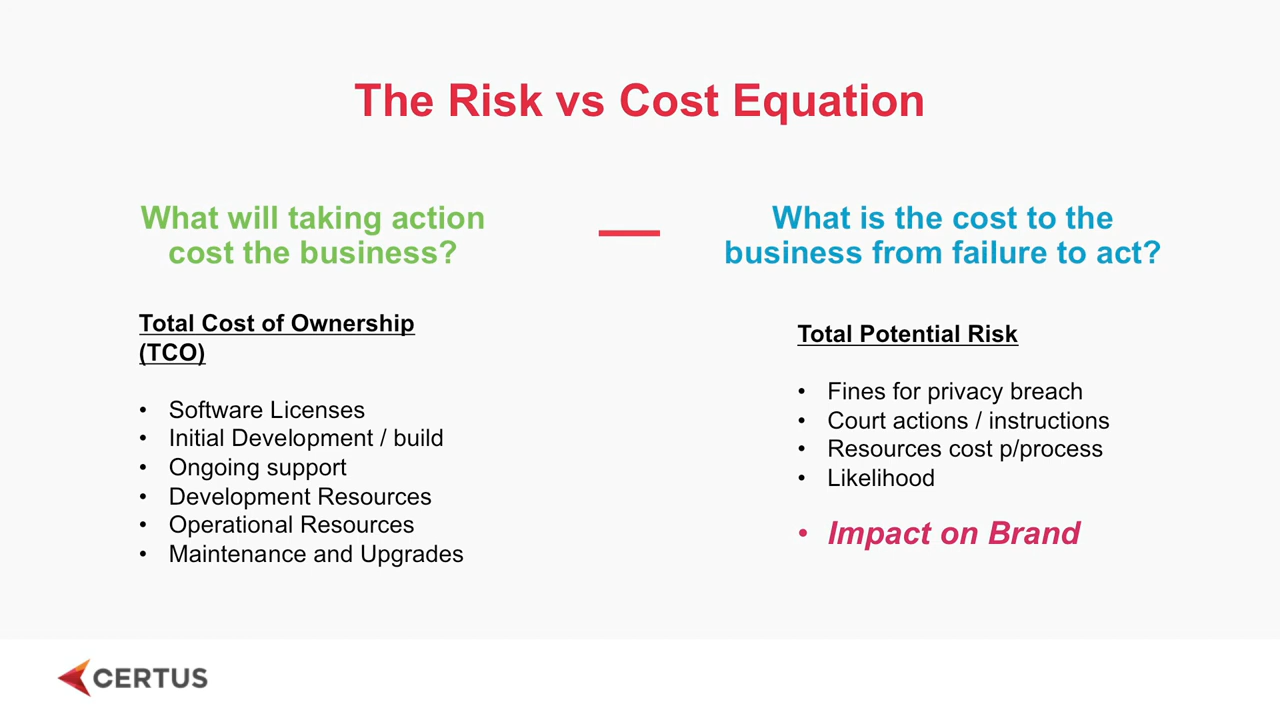 The Risk vs Cost Equation
What will taking action
cost the business?
Total Cost of Ownership
(TCO)
• Software Licenses
• Initial Development / build
• Ongoing support
• Development Resources
• Operational Resources
• Maintenance and Upgrades
—
What is the cost to the
business from failure to act?
Total Potential Risk
• Fines for privacy breach
• Court actions / instructions
• Resources cost p/process
• Likelihood
• Impact on Brand
CERTUS